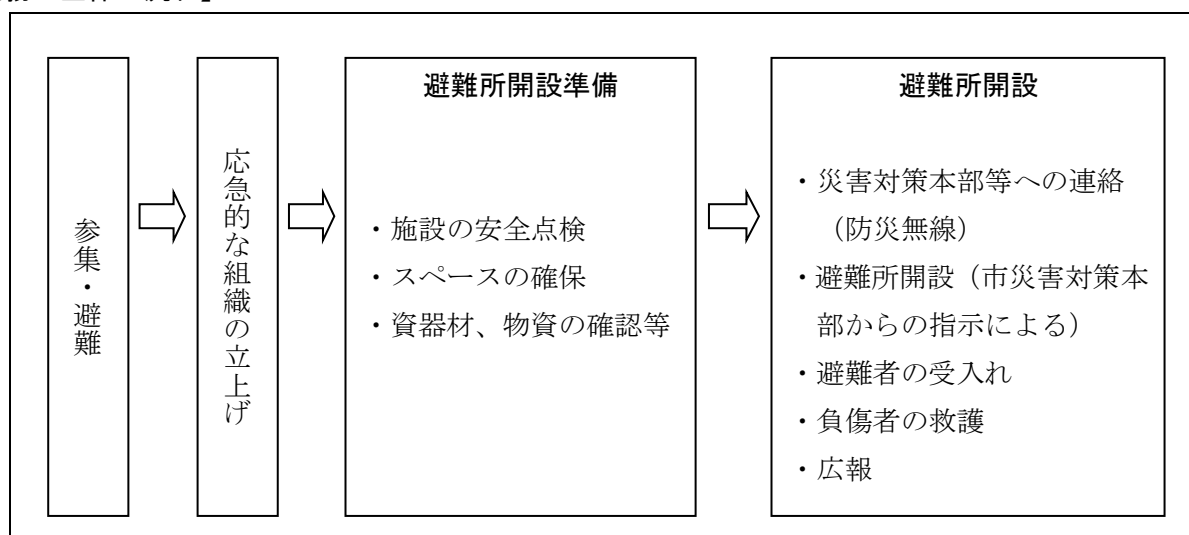 参集・避難
応急的な組織の立上げ
避難所開設準備
・施設の安全点検
・スペースの確保
・資器材、物資の確認等
避難所開設
・災害対策本部等への連絡
（防災無線）
・避難所開設（市災害対策本
部からの指示による）
・避難者の受入れ
・負傷者の救護
・広報